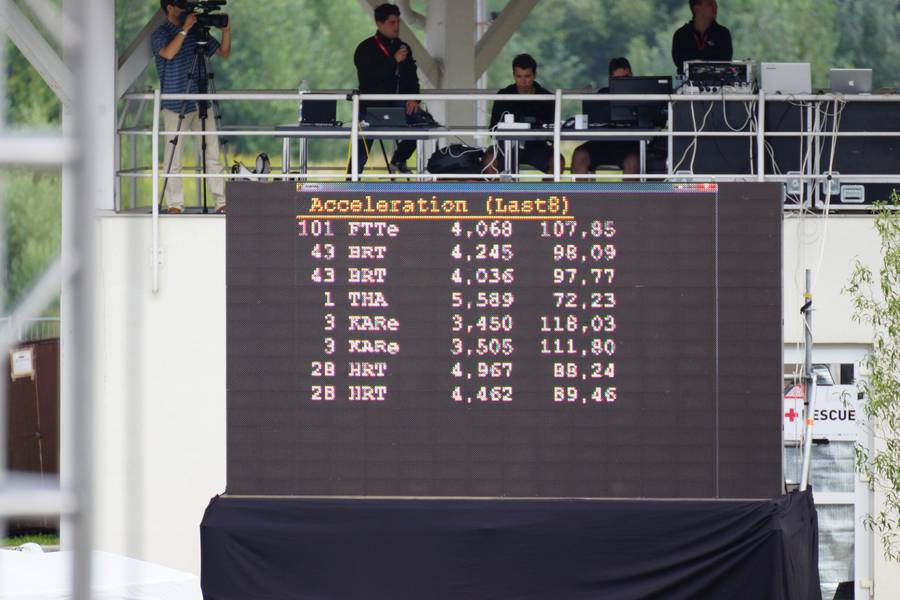 Acceleration (Last8)
101 FTTe 4,068 107,85
43 BRT 4,245 98,09
43 BRT 4,036 97,77
1 THA 5,589 72,23
3 KARe 3,450 118,03
3 KARe 3,505 111,80
28 HRT 4,967 88,24
28 HRT 4,462 89,46
ESCUE